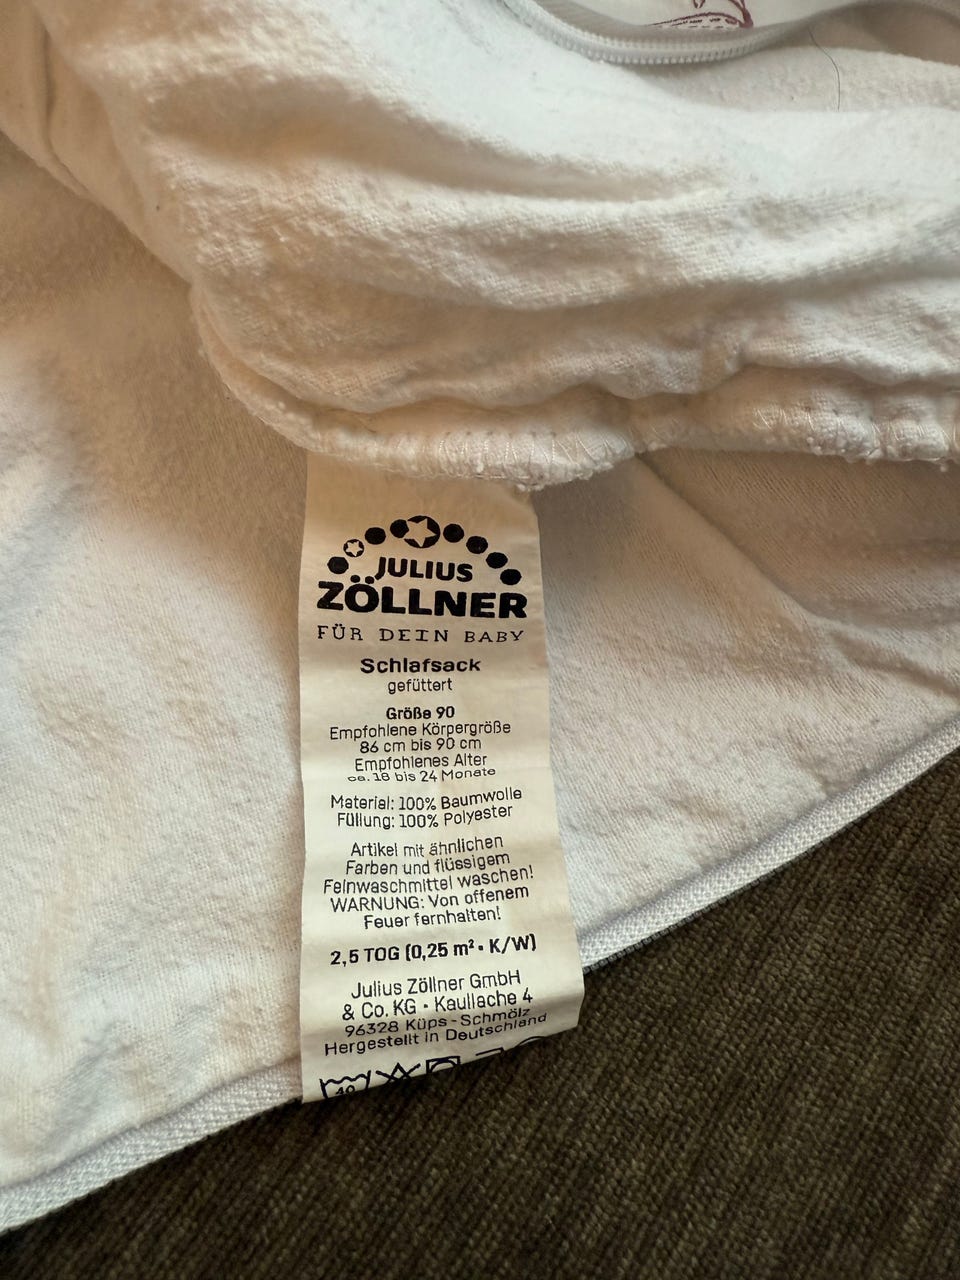 JULIUS
ZÖLLNER
FÜR DEIN BABY
Schlafsack
gefüttert
Größe 90
Empfohlene Körpergröße
86 cm bis 90 cm
Empfohlenes Alter
ca. 18 bis 24 Monate
Material: 100% Baumwolle
Füllung: 100% Polyester
Artikel mit ähnlichen
Farben und flüssigem
Feinwaschmittel waschen!
WARNUNG: Von offenem
Feuer fernhalten!
2,5 TOG (0,25 m² • K/W)
Julius Zöllner GmbH
& Co. KG • Kaullache 4
96328 Küps - Schmölz
Hergestellt in Deutschland
40